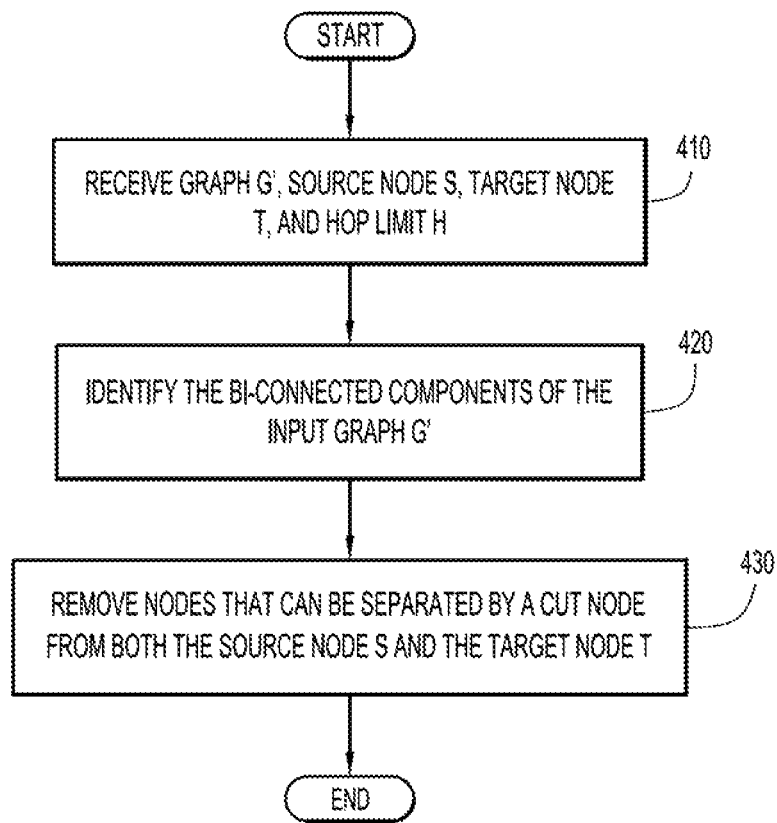 START
RECEIVE GRAPH G', SOURCE NODE S, TARGET NODE
T, AND HOP LIMIT H
410
IDENTIFY THE BI-CONNECTED COMPONENTS OF THE
INPUT GRAPH G'
420
REMOVE NODES THAT CAN BE SEPARATED BY A CUT NODE
FROM BOTH THE SOURCE NODE S AND THE TARGET NODE T
430
END